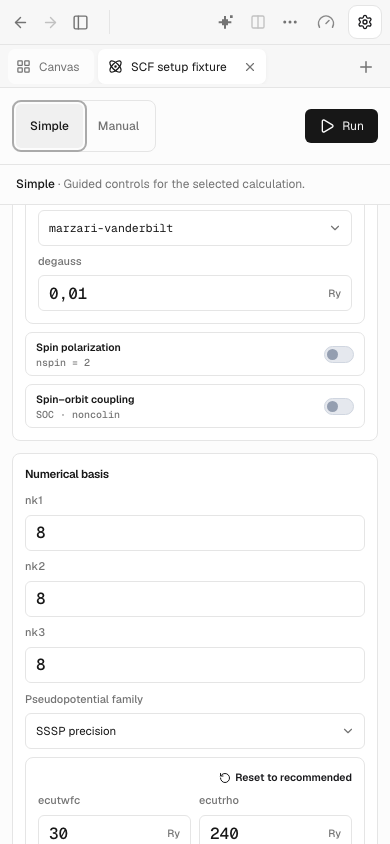 Canvas
SCF setup fixture
Simple
Manual
Run
Simple · Guided controls for the selected calculation.
marzari-vanderbilt
degauss
0,01 Ry
Spin polarization
nspin = 2
Spin–orbit coupling
SOC · noncolin
Numerical basis
nk1
8
nk2
8
nk3
8
Pseudopotential family
SSSP precision
Reset to recommended
ecutwfc ecutrho
30 Ry 240 Ry